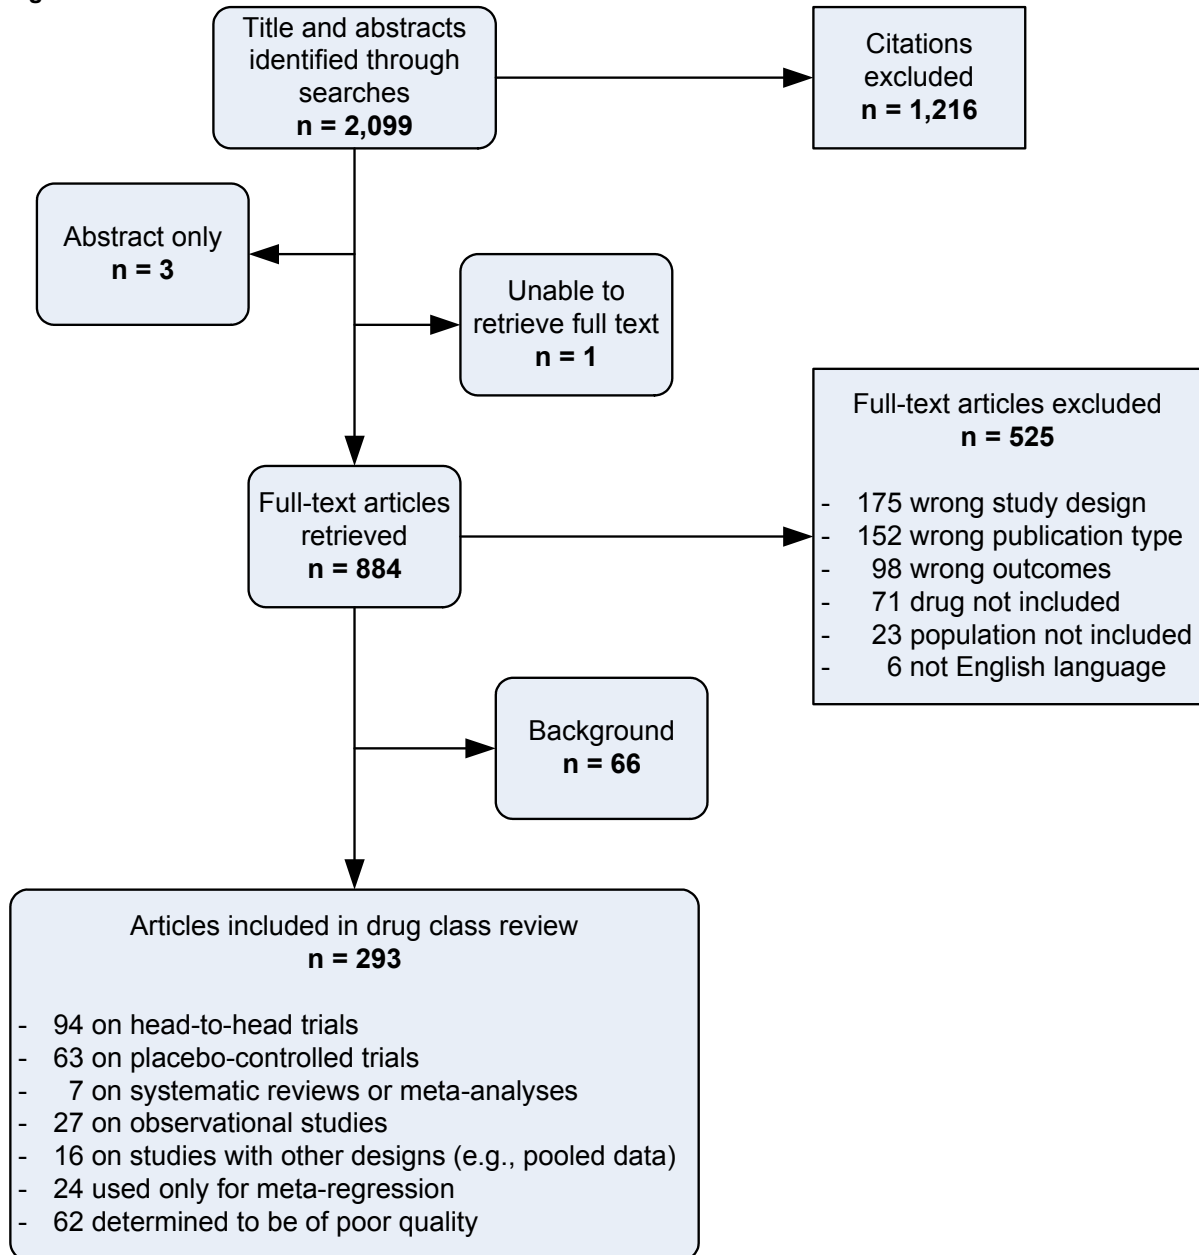 Title and abstracts
identified through
searches
n = 2,099
Citations
excluded
n = 1,216
Abstract only
n = 3
Unable to
retrieve full text
n = 1
Full-text articles
retrieved
n = 884
Full-text articles excluded
n = 525
- 175 wrong study design
- 152 wrong publication type
- 98 wrong outcomes
- 71 drug not included
- 23 population not included
- 6 not English language
Background
n = 66
Articles included in drug class review
n = 293
- 94 on head-to-head trials
- 63 on placebo-controlled trials
- 7 on systematic reviews or meta-analyses
- 27 on observational studies
- 16 on studies with other designs (e.g., pooled data)
- 24 used only for meta-regression
- 62 determined to be of poor quality